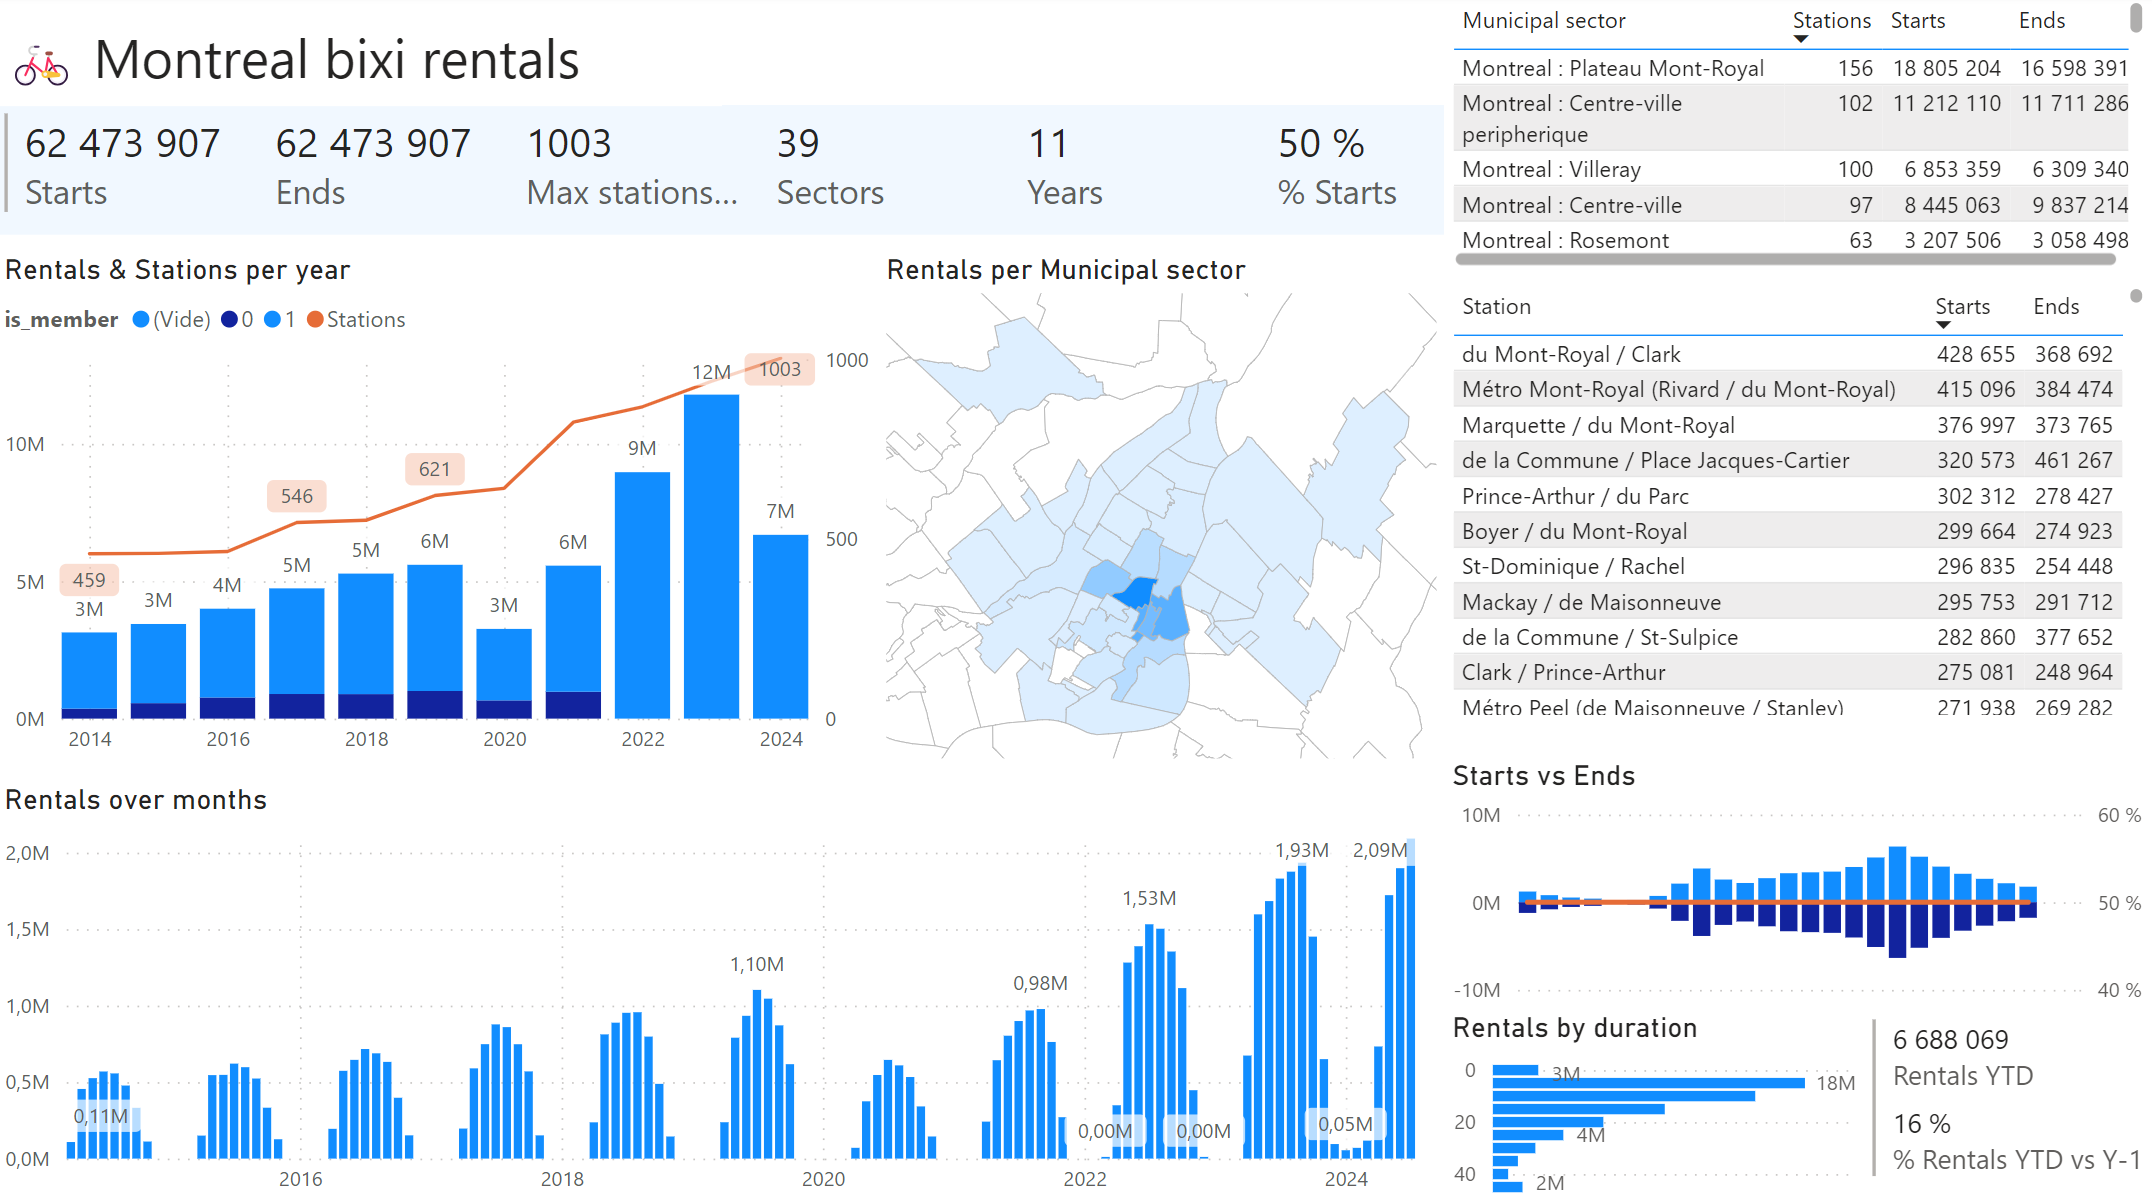 Montreal bixi rentals
62 473 907
Starts
62 473 907
Ends
1003
Max stations...
39
Sectors
11
Years
50 %
% Starts
Municipal sector Stations Starts Ends
Montreal : Plateau Mont-Royal 156 18 805 204 16 598 391
Montreal : Centre-ville peripherique 102 11 212 110 11 711 286
Montreal : Villeray 100 6 853 359 6 309 340
Montreal : Centre-ville 97 8 445 063 9 837 214
Montreal : Rosemont 63 3 207 506 3 058 498
Rentals & Stations per year
is_member (Vide) 0 1 Stations
10M
5M
0M
1000
500
0
459
546
621
1003
3M
3M
4M
5M
5M
6M
3M
6M
9M
12M
7M
2014 2016 2018 2020 2022 2024
Rentals per Municipal sector
Station Starts Ends
du Mont-Royal / Clark 428 655 368 692
Métro Mont-Royal (Rivard / du Mont-Royal) 415 096 384 474
Marquette / du Mont-Royal 376 997 373 765
de la Commune / Place Jacques-Cartier 320 573 461 267
Prince-Arthur / du Parc 302 312 278 427
Boyer / du Mont-Royal 299 664 274 923
St-Dominique / Rachel 296 835 254 448
Mackay / de Maisonneuve 295 753 291 712
de la Commune / St-Sulpice 282 860 377 652
Clark / Prince-Arthur 275 081 248 964
Métro Peel (de Maisonneuve / Stanley) 271 938 269 282
Rentals over months
2,0M
1,5M
1,0M
0,5M
0,0M
0,11M
1,10M
0,98M
0,00M
1,53M
0,00M
1,93M
0,05M
2,09M
2016 2018 2020 2022 2024
Starts vs Ends
10M
0M
-10M
60 %
50 %
40 %
Rentals by duration
0
20
40
3M
18M
4M
2M
6 688 069
Rentals YTD
16 %
% Rentals YTD vs Y-1